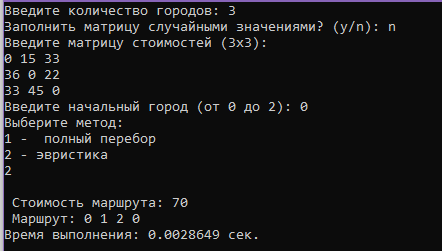 Введите количество городов: 3
Заполнить матрицу случайными значениями? (y/n): n
Введите матрицу стоимостей (3x3):
0 15 33
36 0 22
33 45 0
Введите начальный город (от 0 до 2): 0
Выберите метод:
1 -  полный перебор
2 - эвристика
2
Стоимость маршрута: 70
Маршрут: 0 1 2 0
Время выполнения: 0.0028649 сек.